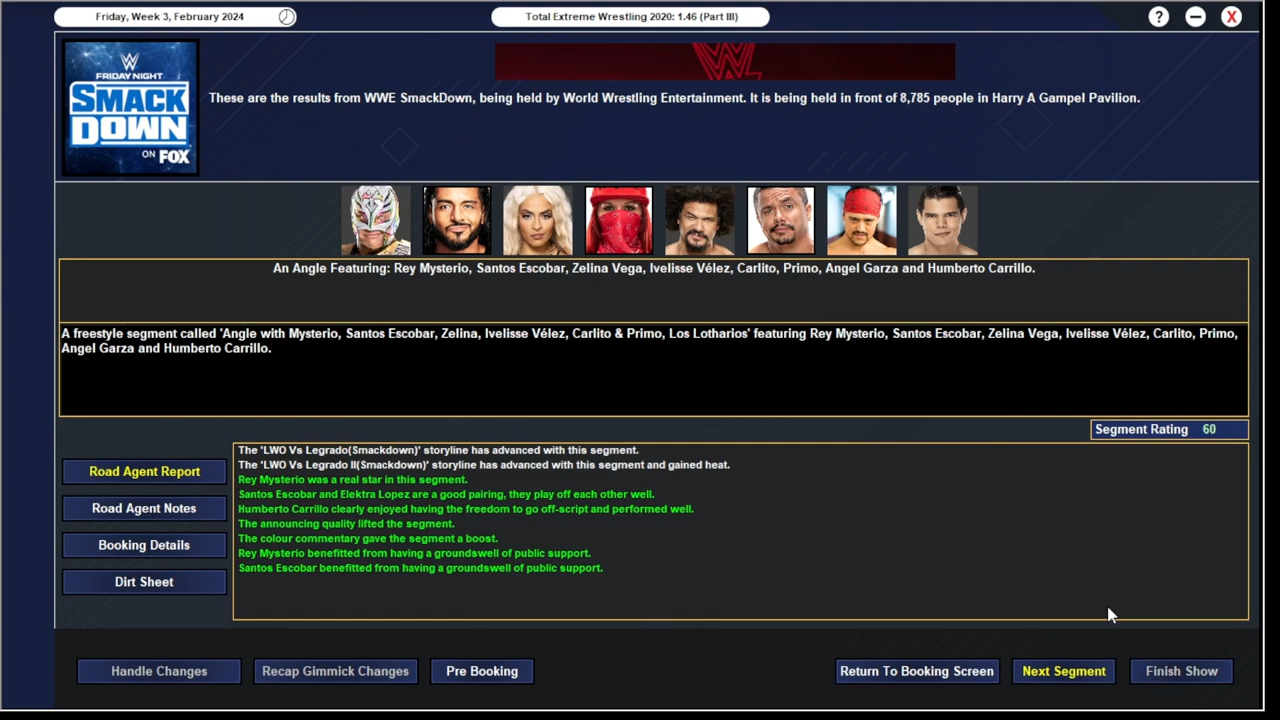 Friday, Week 3, February 2024
Total Extreme Wrestling 2020: 1.46 (Part III)
?
X
FRIDAY NIGHT
SMACK
DOWN
ON FOX
These are the results from WWE SmackDown, being held by World Wrestling Entertainment. It is being held in front of 8,785 people in Harry A Gampel Pavilion.
An Angle Featuring: Rey Mysterio, Santos Escobar, Zelina Vega, Ivelisse Vélez, Carlito, Primo, Angel Garza and Humberto Carrillo.
A freestyle segment called 'Angle with Mysterio, Santos Escobar, Zelina, Ivelisse Vélez, Carlito & Primo, Los Lotharios' featuring Rey Mysterio, Santos Escobar, Zelina Vega, Ivelisse Vélez, Carlito, Primo,
Angel Garza and Humberto Carrillo.
Segment Rating 60
Road Agent Report
Road Agent Notes
Booking Details
Dirt Sheet
The 'LWO Vs Legrado(Smackdown)' storyline has advanced with this segment.
The 'LWO Vs Legrado II(Smackdown)' storyline has advanced with this segment and gained heat.
Rey Mysterio was a real star in this segment.
Santos Escobar and Elektra Lopez are a good pairing, they play off each other well.
Humberto Carrillo clearly enjoyed having the freedom to go off-script and performed well.
The announcing quality lifted the segment.
The colour commentary gave the segment a boost.
Rey Mysterio benefitted from having a groundswell of public support.
Santos Escobar benefitted from having a groundswell of public support.
Handle Changes
Recap Gimmick Changes
Pre Booking
Return To Booking Screen
Next Segment
Finish Show